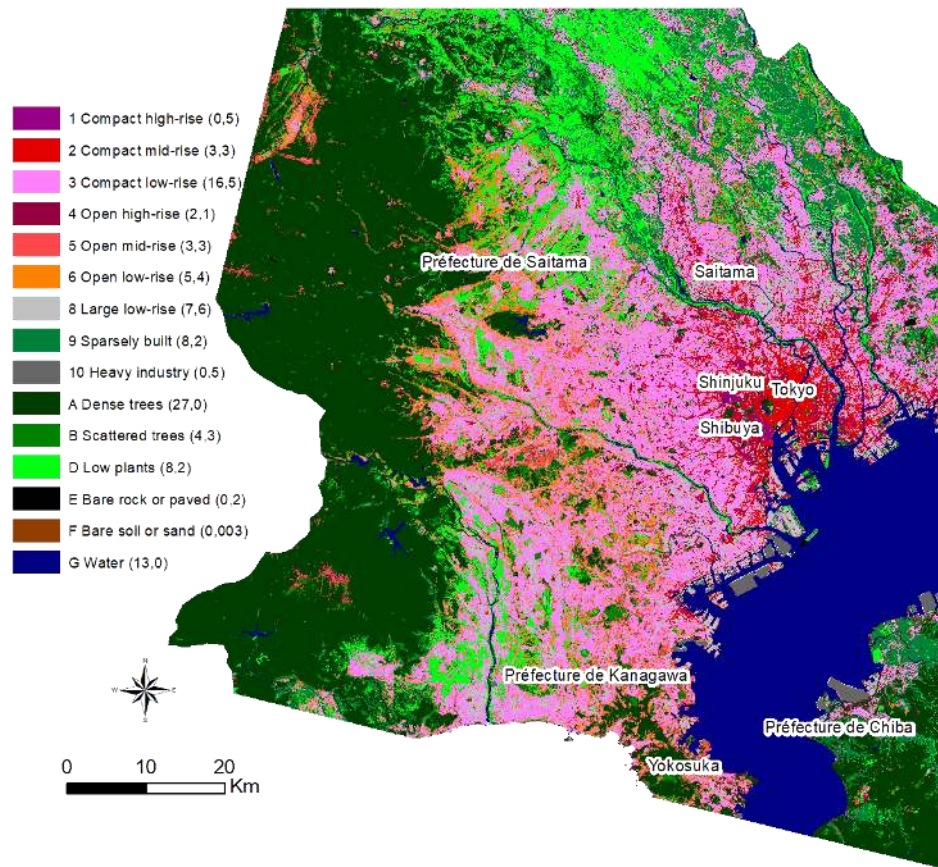 1 Compact high-rise (0,5)
2 Compact mid-rise (3,3)
3 Compact low-rise (16,5)
4 Open high-rise (2,1)
5 Open mid-rise (3,3)
6 Open low-rise (5,4)
8 Large low-rise (7,6)
9 Sparsely built (8,2)
10 Heavy industry (0,5)
A Dense trees (27,0)
B Scattered trees (4,3)
D Low plants (8,2)
E Bare rock or paved (0,2)
F Bare soil or sand (0,003)
G Water (13,0)
Préfecture de Saitama
Saitama
Shinjuku
Tokyo
Shibuya
Préfecture de Kanagawa
Préfecture de Chiba
Yokosuka
N
W E
S
0 10 20
Km